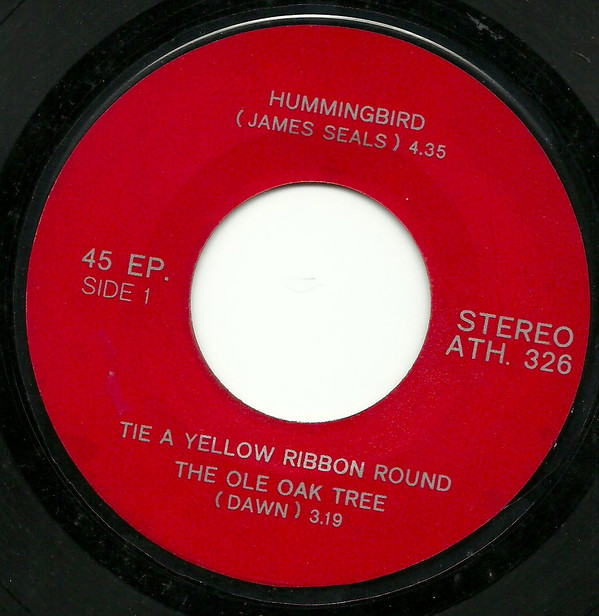 HUMMINGBIRD
( JAMES SEALS ) 4.35
45 EP.
SIDE 1
STEREO
ATH. 326
TIE A YELLOW RIBBON ROUND
THE OLE OAK TREE
( DAWN ) 3.19